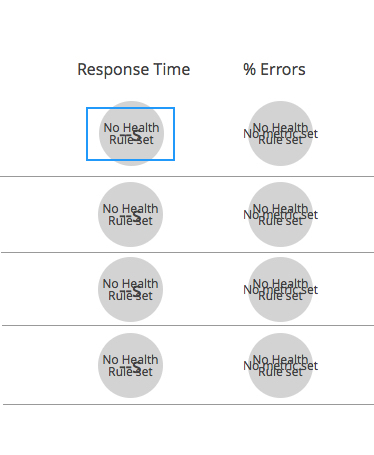 Response Time % Errors
No Health
Rule set
--s
No Health
Rule set
No metric set
No Health
Rule set
--s
No Health
Rule set
No metric set
No Health
Rule set
--s
No Health
Rule set
No metric set
No Health
Rule set
--s
No Health
Rule set
No metric set